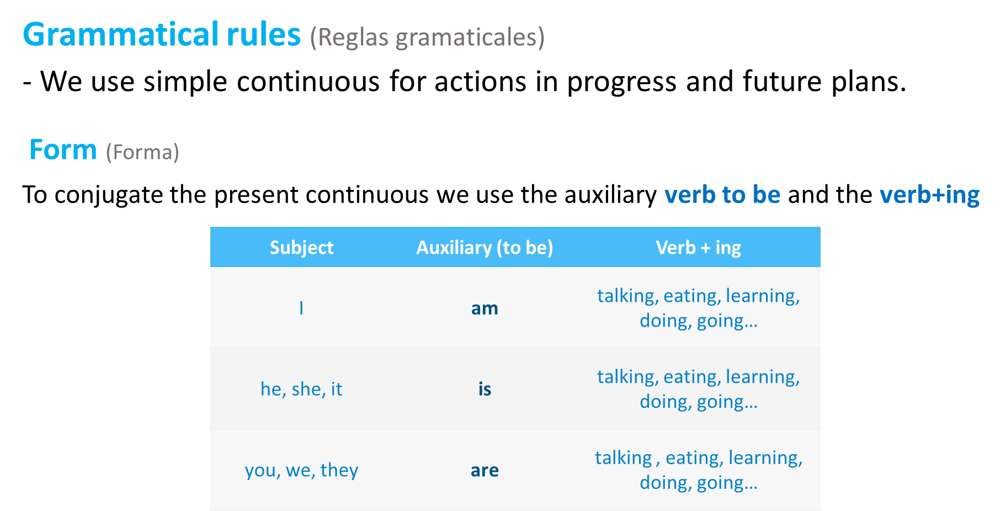 Grammatical rules (Reglas gramaticales)
- We use simple continuous for actions in progress and future plans.
Form (Forma)
To conjugate the present continuous we use the auxiliary verb to be and the verb+ing
Subject Auxiliary (to be) Verb + ing
I am talking, eating, learning,
doing, going...
he, she, it is talking, eating, learning,
doing, going...
you, we, they are talking , eating, learning,
doing, going...